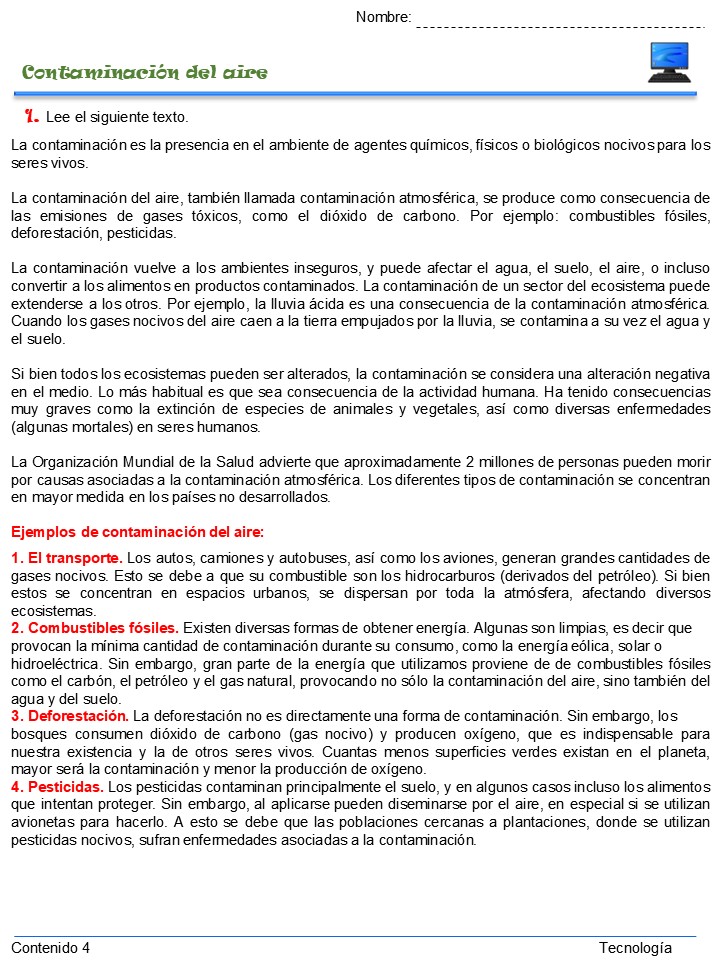 Nombre: 
Contaminación del aire
1. Lee el siguiente texto.
La contaminación es la presencia en el ambiente de agentes químicos, físicos o biológicos nocivos para los
seres vivos.
La contaminación del aire, también llamada contaminación atmosférica, se produce como consecuencia de
las emisiones de gases tóxicos, como el dióxido de carbono. Por ejemplo: combustibles fósiles,
deforestación, pesticidas.
La contaminación vuelve a los ambientes inseguros, y puede afectar el agua, el suelo, el aire, o incluso
convertir a los alimentos en productos contaminados. La contaminación de un sector del ecosistema puede
extenderse a los otros. Por ejemplo, la lluvia ácida es una consecuencia de la contaminación atmosférica.
Cuando los gases nocivos del aire caen a la tierra empujados por la lluvia, se contamina a su vez el agua y
el suelo.
Si bien todos los ecosistemas pueden ser alterados, la contaminación se considera una alteración negativa
en el medio. Lo más habitual es que sea consecuencia de la actividad humana. Ha tenido consecuencias
muy graves como la extinción de especies de animales y vegetales, así como diversas enfermedades
(algunas mortales) en seres humanos.
La Organización Mundial de la Salud advierte que aproximadamente 2 millones de personas pueden morir
por causas asociadas a la contaminación atmosférica. Los diferentes tipos de contaminación se concentran
en mayor medida en los países no desarrollados.
Ejemplos de contaminación del aire:
1. El transporte. Los autos, camiones y autobuses, así como los aviones, generan grandes cantidades de
gases nocivos. Esto se debe a que su combustible son los hidrocarburos (derivados del petróleo). Si bien
estos se concentran en espacios urbanos, se dispersan por toda la atmósfera, afectando diversos
ecosistemas.
2. Combustibles fósiles. Existen diversas formas de obtener energía. Algunas son limpias, es decir que
provocan la mínima cantidad de contaminación durante su consumo, como la energía eólica, solar o
hidroeléctrica. Sin embargo, gran parte de la energía que utilizamos proviene de de combustibles fósiles
como el carbón, el petróleo y el gas natural, provocando no sólo la contaminación del aire, sino también del
agua y del suelo.
3. Deforestación. La deforestación no es directamente una forma de contaminación. Sin embargo, los
bosques consumen dióxido de carbono (gas nocivo) y producen oxígeno, que es indispensable para
nuestra existencia y la de otros seres vivos. Cuantas menos superficies verdes existan en el planeta,
mayor será la contaminación y menor la producción de oxígeno.
4. Pesticidas. Los pesticidas contaminan principalmente el suelo, y en algunos casos incluso los alimentos
que intentan proteger. Sin embargo, al aplicarse pueden diseminarse por el aire, en especial si se utilizan
avionetas para hacerlo. A esto se debe que las poblaciones cercanas a plantaciones, donde se utilizan
pesticidas nocivos, sufran enfermedades asociadas a la contaminación.
Contenido 4 Tecnología